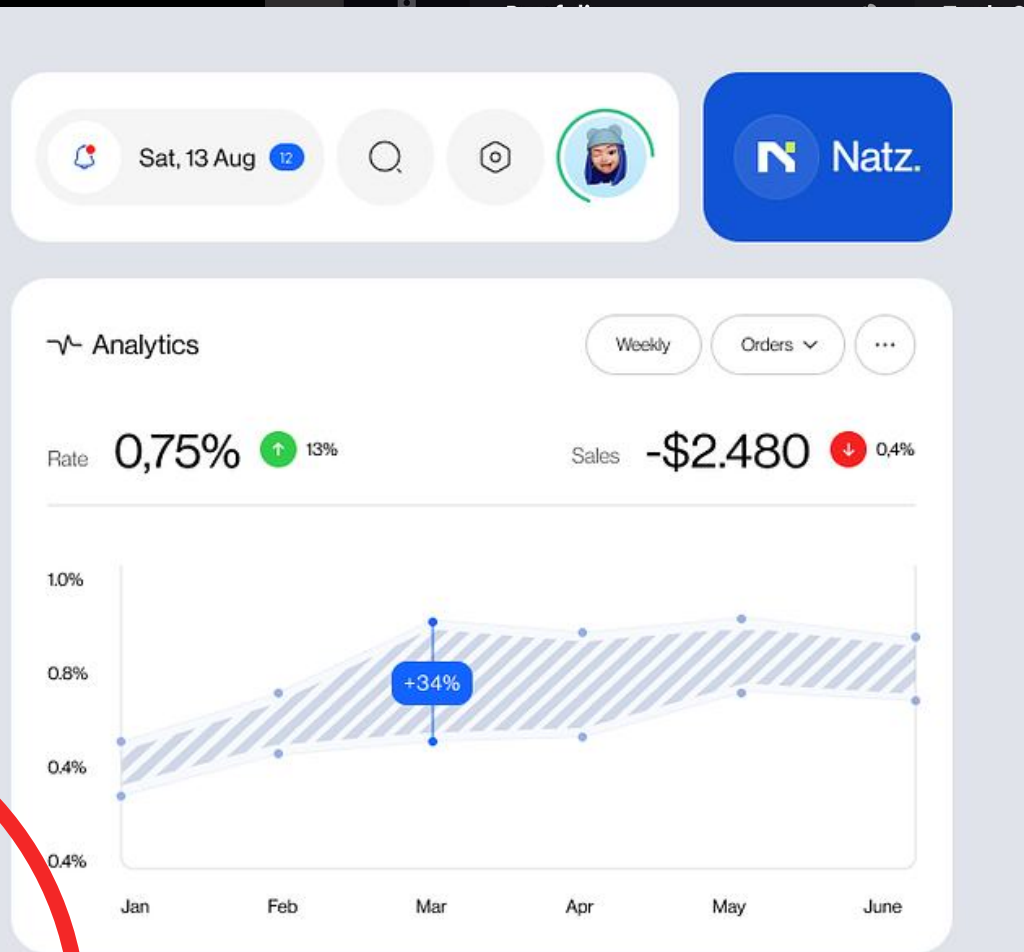 Sat, 13 Aug 12
Natz.
Analytics
Weekly
Orders
Rate 0,75% 13%
Sales -$2.480 0,4%
1.0%
0.8%
+34%
0.4%
0.4%
Jan Feb Mar Apr May June